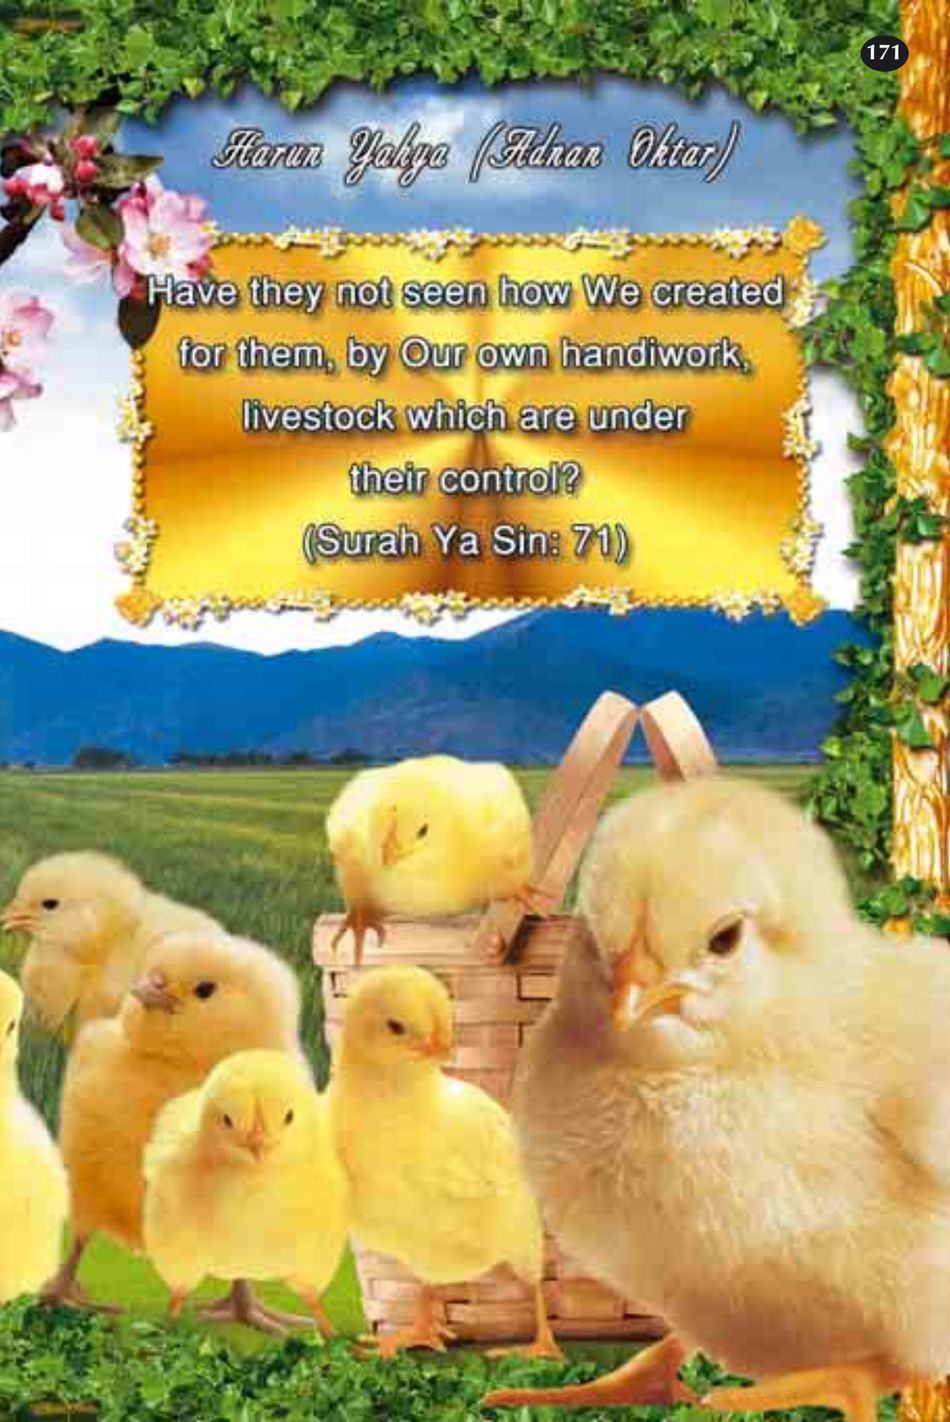 171
Harun Yahya (Adnan Oktar)
Have they not seen how We created
for them, by Our own handiwork,
livestock which are under
their control?
(Surah Ya Sin: 71)